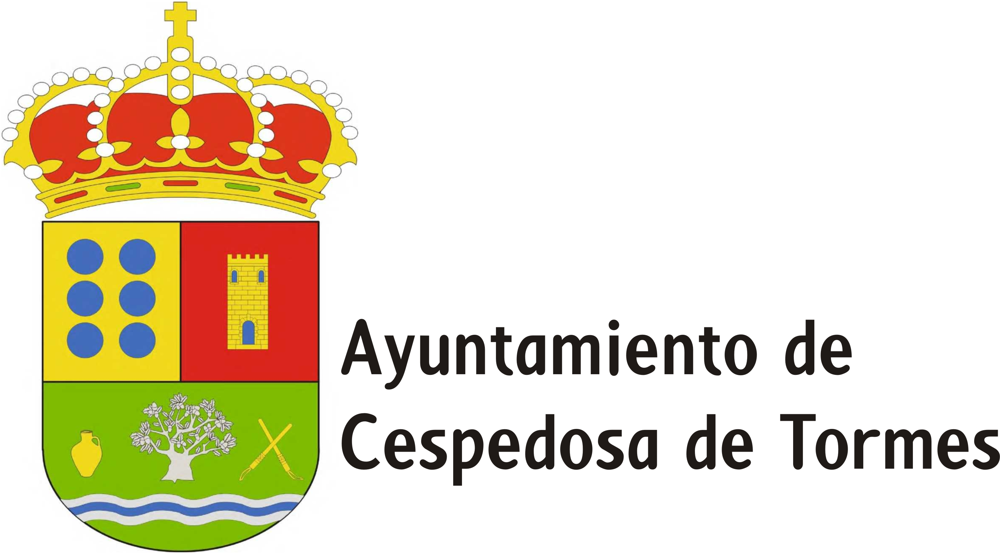 Ayuntamiento de
Cespedosa de Tormes